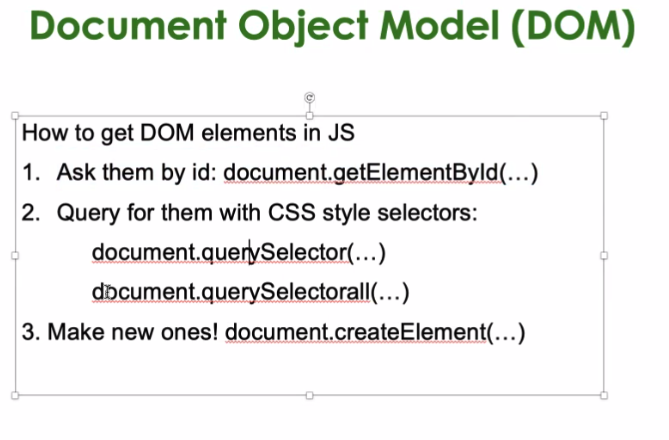 Document Object Model (DOM)
How to get DOM elements in JS
1. Ask them by id: document.getElementById(...)
2. Query for them with CSS style selectors:
document.querySelector(...)
document.querySelectorall(...)
3. Make new ones! document.createElement(...)